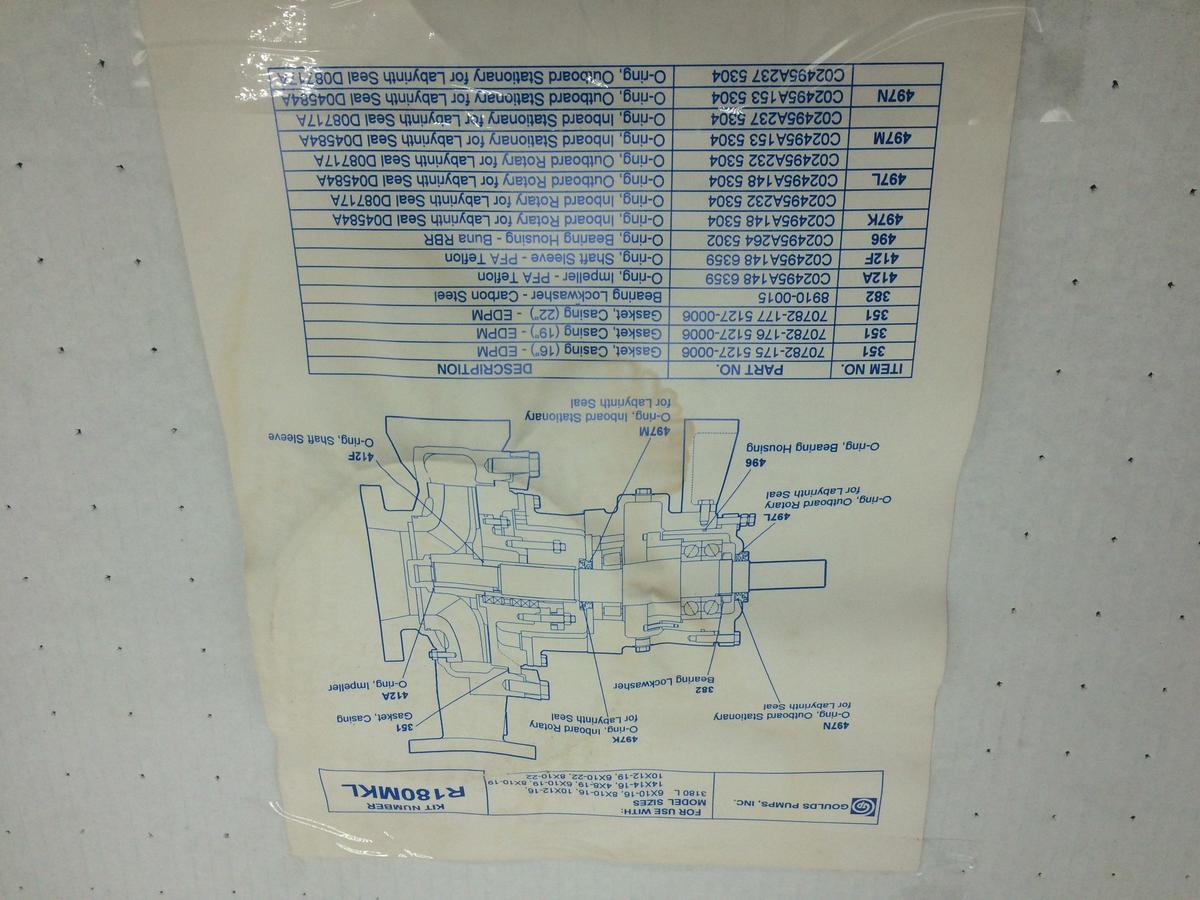 GOULDS PUMPS, INC.
FOR USE WITH:
MODEL SIZES
3180 L 6X10-16, 8X10-16, 10X12-16,
14X14-16, 4X8-19, 6X10-19, 8X10-19
10X12-19, 6X10-22, 8X10-22
KIT NUMBER
R180MKL
497N
O-ring, Outboard Stationary
for Labyrinth Seal
382
Bearing Lockwasher
497K
O-ring, Inboard Rotary
for Labyrinth Seal
351
Gasket, Casing
412A
O-ring, Impeller
497L
O-ring, Outboard Rotary
for Labyrinth Seal
496
O-ring, Bearing Housing
497M
O-ring, Inboard Stationary
for Labyrinth Seal
412F
O-ring, Shaft Sleeve
ITEM NO. PART NO. DESCRIPTION
351 70782-175 5127-0006 Gasket, Casing (16") - EDPM
351 70782-176 5127-0006 Gasket, Casing (19") - EDPM
351 70782-177 5127-0006 Gasket, Casing (22") - EDPM
382 8910-0015 Bearing Lockwasher - Carbon Steel
412A C02495A148 6359 O-ring, Impeller - PFA Teflon
412F C02495A148 6359 O-ring, Shaft Sleeve - PFA Teflon
496 C02495A264 5302 O-ring, Bearing Housing - Buna RBR
497K C02495A148 5304 O-ring, Inboard Rotary for Labyrinth Seal D04584A
C02495A232 5304 O-ring, Inboard Rotary for Labyrinth Seal D08717A
497L C02495A148 5304 O-ring, Outboard Rotary for Labyrinth Seal D04584A
C02495A232 5304 O-ring, Outboard Rotary for Labyrinth Seal D08717A
497M C02495A153 5304 O-ring, Inboard Stationary for Labyrinth Seal D04584A
C02495A237 5304 O-ring, Inboard Stationary for Labyrinth Seal D08717A
497N C02495A153 5304 O-ring, Outboard Stationary for Labyrinth Seal D04584A
C02495A237 5304 O-ring, Outboard Stationary for Labyrinth Seal D08717A